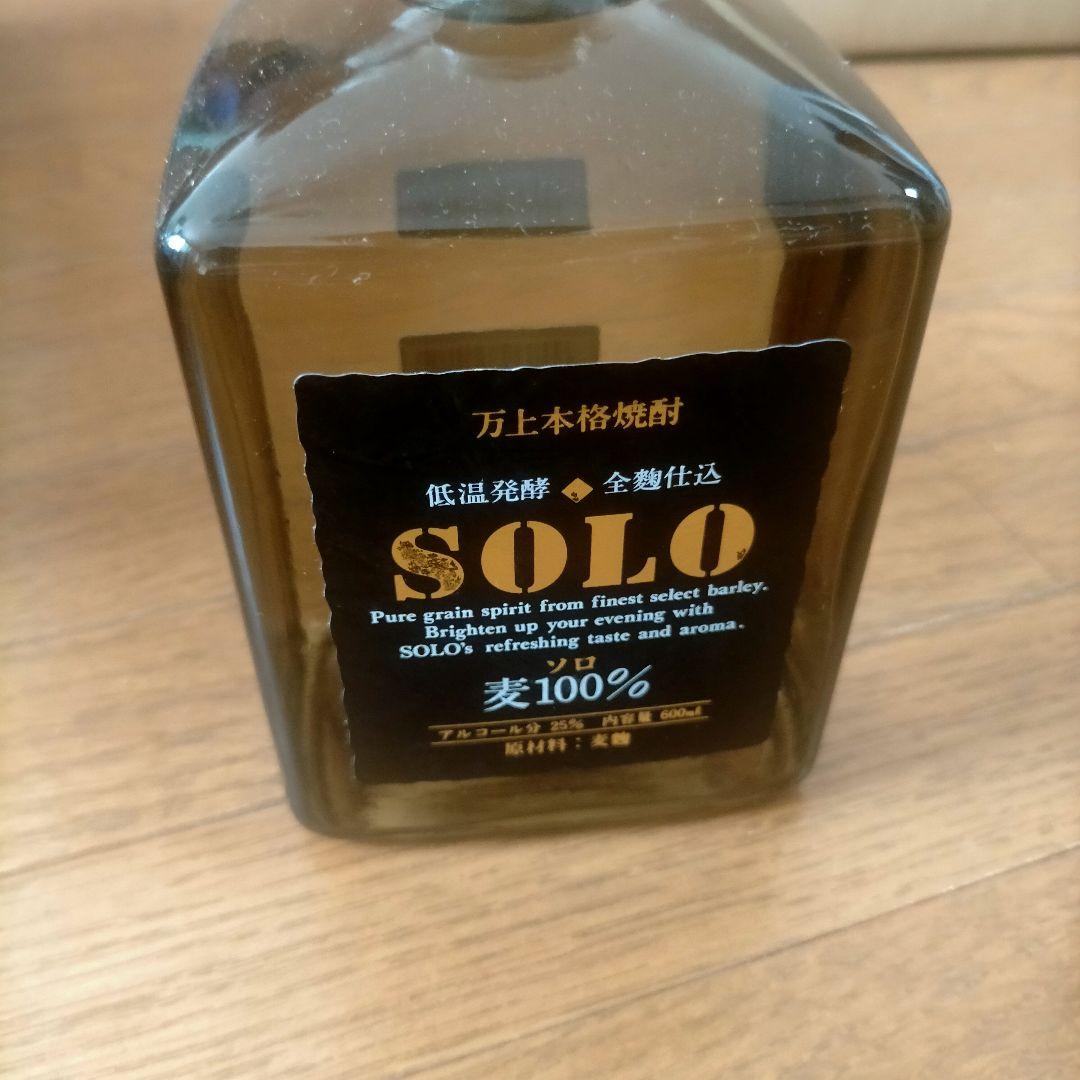 万上本格焼酎
低温発酵 ◆ 全麴仕込
SOLO
Pure grain spirit from finest select barley.
Brighten up your evening with
SOLO's refreshing taste and aroma.
ソロ
麦100%
アルコール分 25% 内容量 600ml
原材料：麦麴